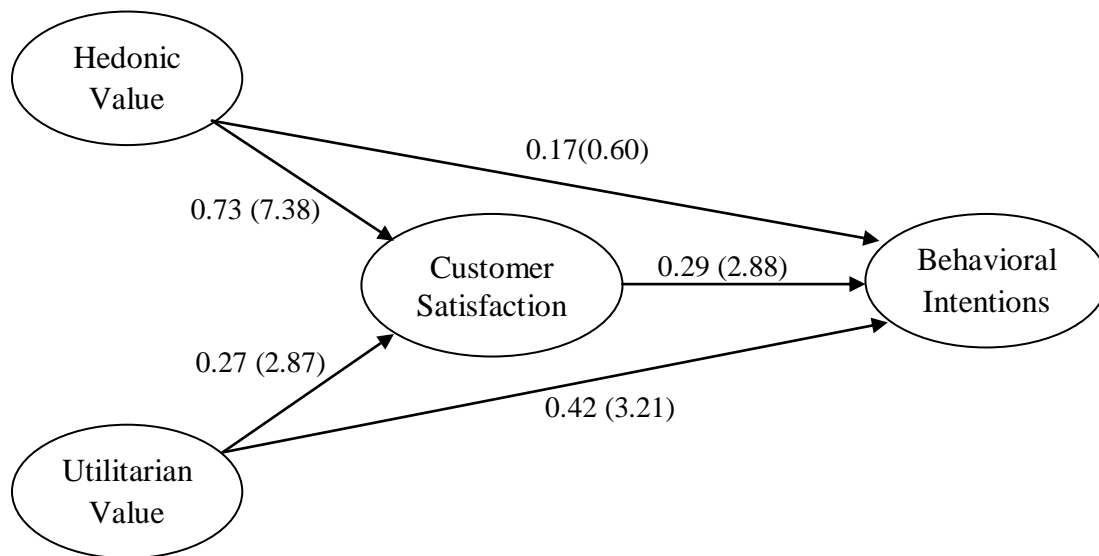 Hedonic
Value
0.17(0.60)
0.73 (7.38)
Customer
Satisfaction
0.29 (2.88)
Behavioral
Intentions
0.27 (2.87)
0.42 (3.21)
Utilitarian
Value